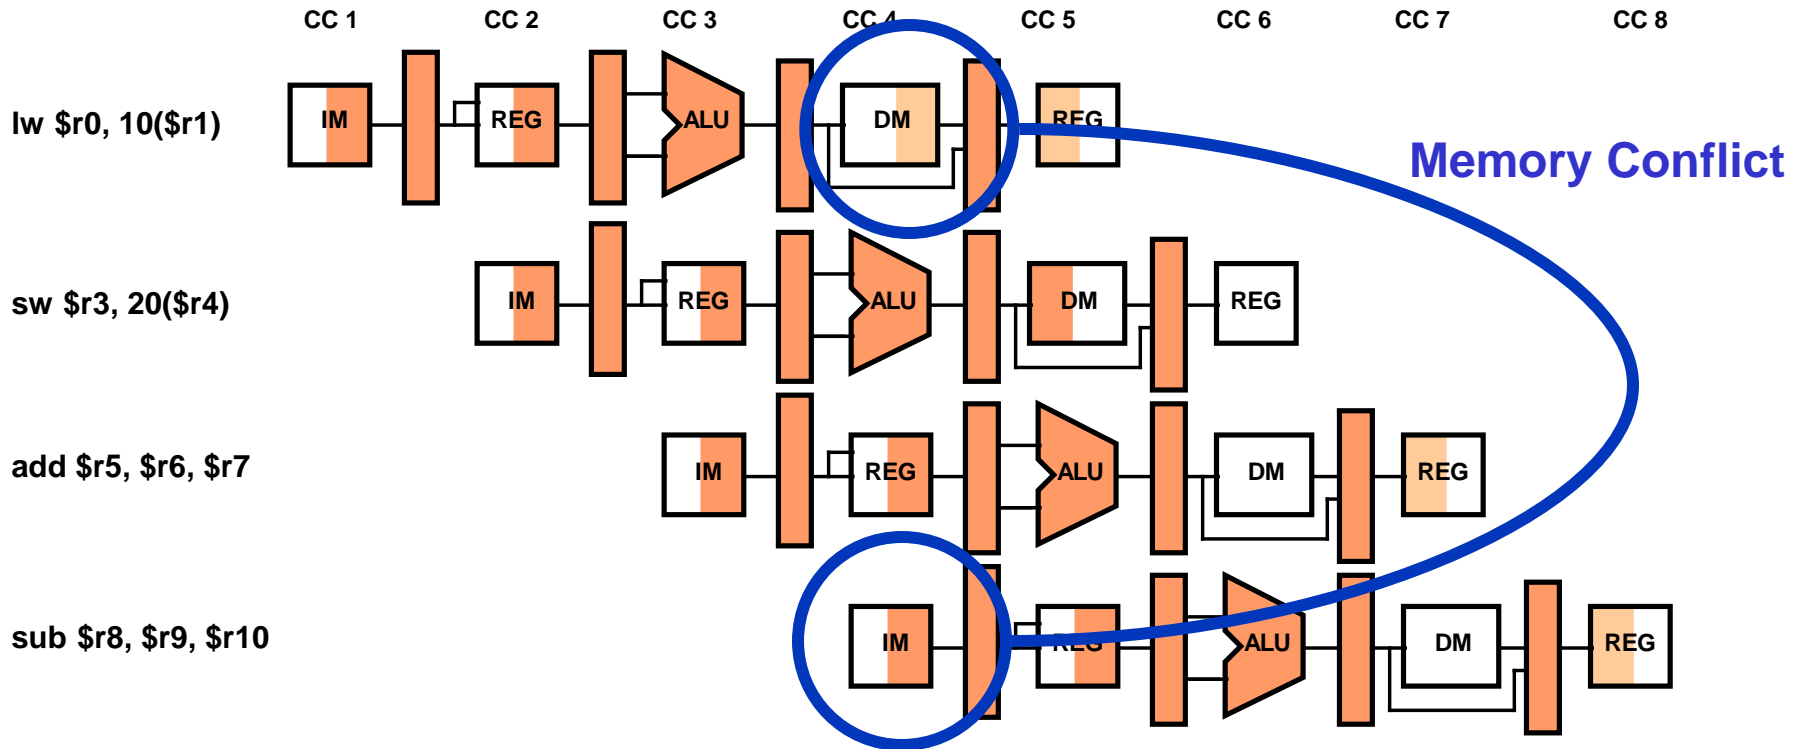 CC 1 CC 2 CC 3 CC 4 CC 5 CC 6 CC 7 CC 8
lw $r0, 10($r1) IM REG ALU DM REG
Memory Conflict
sw $r3, 20($r4) IM REG ALU DM REG
add $r5, $r6, $r7 IM REG ALU DM REG
sub $r8, $r9, $r10 IM REG ALU DM REG